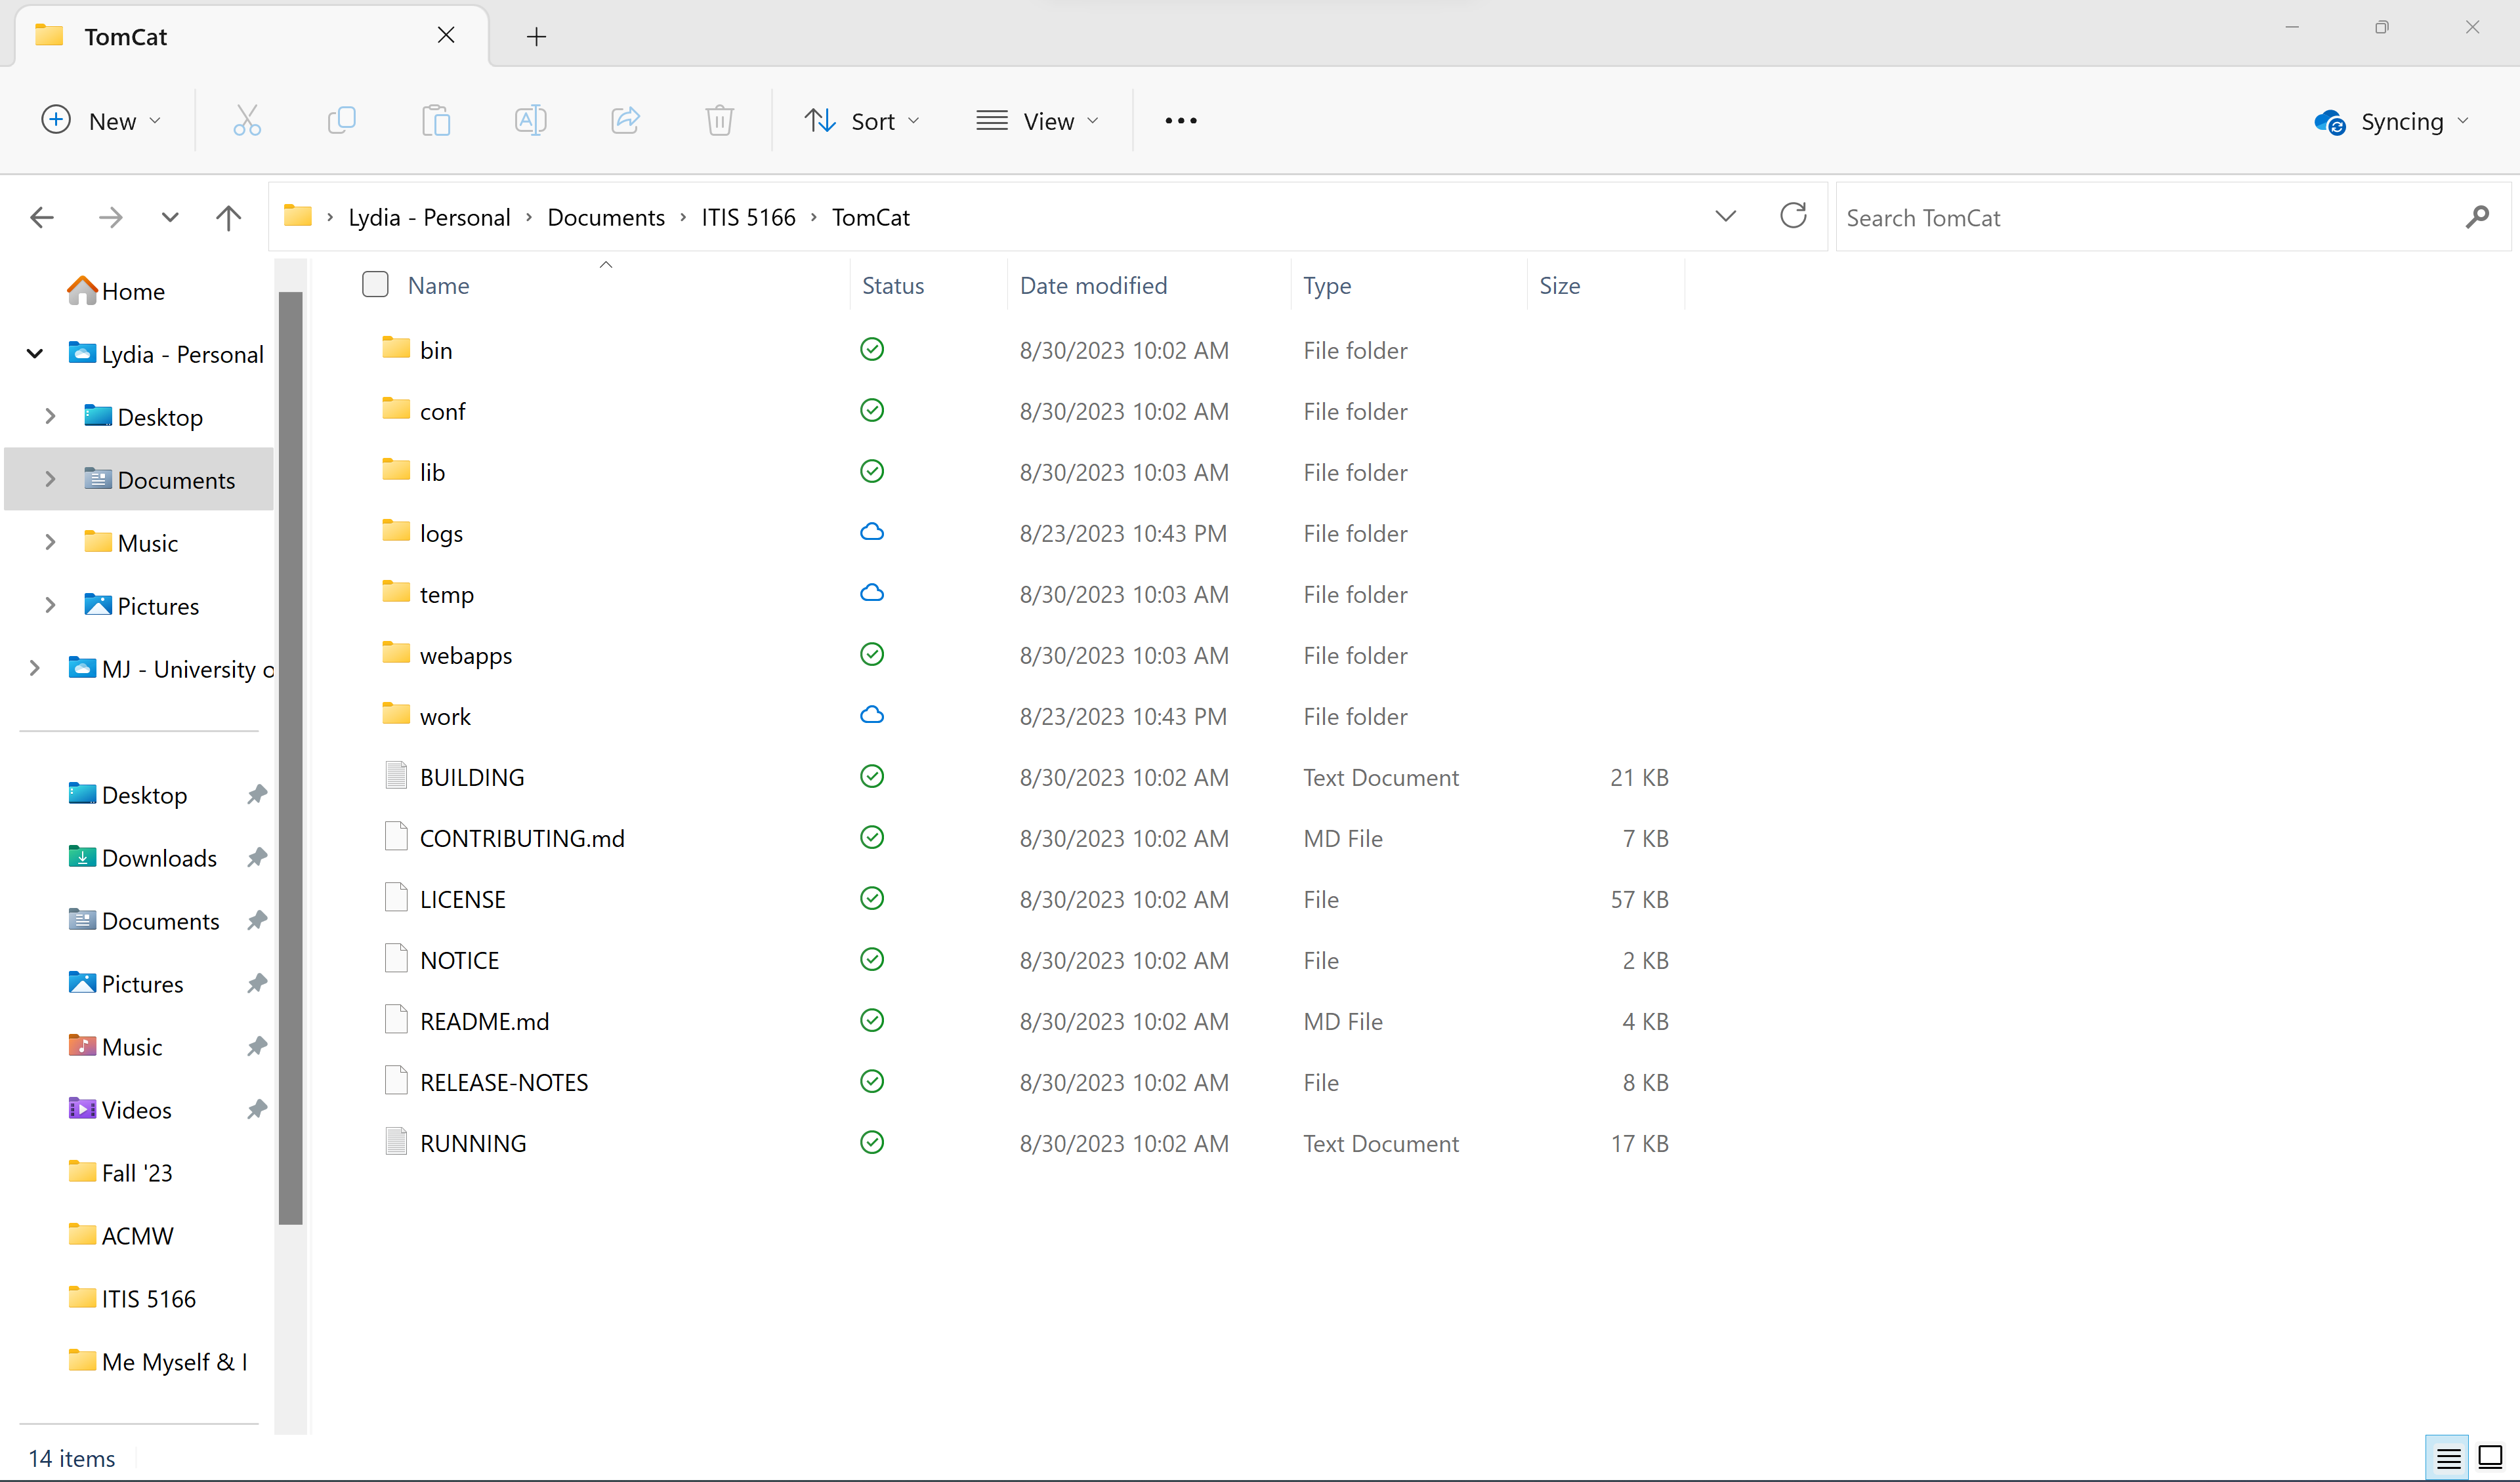 TomCat
New
Sort
View
Syncing
Lydia - Personal
Documents
ITIS 5166
TomCat
Search TomCat
Home
Lydia - Personal
Desktop
Documents
Music
Pictures
MJ - University o
Desktop
Downloads
Documents
Pictures
Music
Videos
Fall '23
ACMW
ITIS 5166
Me Myself & I
Name Status Date modified Type Size
bin 8/30/2023 10:02 AM File folder
conf 8/30/2023 10:02 AM File folder
lib 8/30/2023 10:03 AM File folder
logs 8/23/2023 10:43 PM File folder
temp 8/30/2023 10:03 AM File folder
webapps 8/30/2023 10:03 AM File folder
work 8/23/2023 10:43 PM File folder
BUILDING 8/30/2023 10:02 AM Text Document 21 KB
CONTRIBUTING.md 8/30/2023 10:02 AM MD File 7 KB
LICENSE 8/30/2023 10:02 AM File 57 KB
NOTICE 8/30/2023 10:02 AM File 2 KB
README.md 8/30/2023 10:02 AM MD File 4 KB
RELEASE-NOTES 8/30/2023 10:02 AM File 8 KB
RUNNING 8/30/2023 10:02 AM Text Document 17 KB
14 items